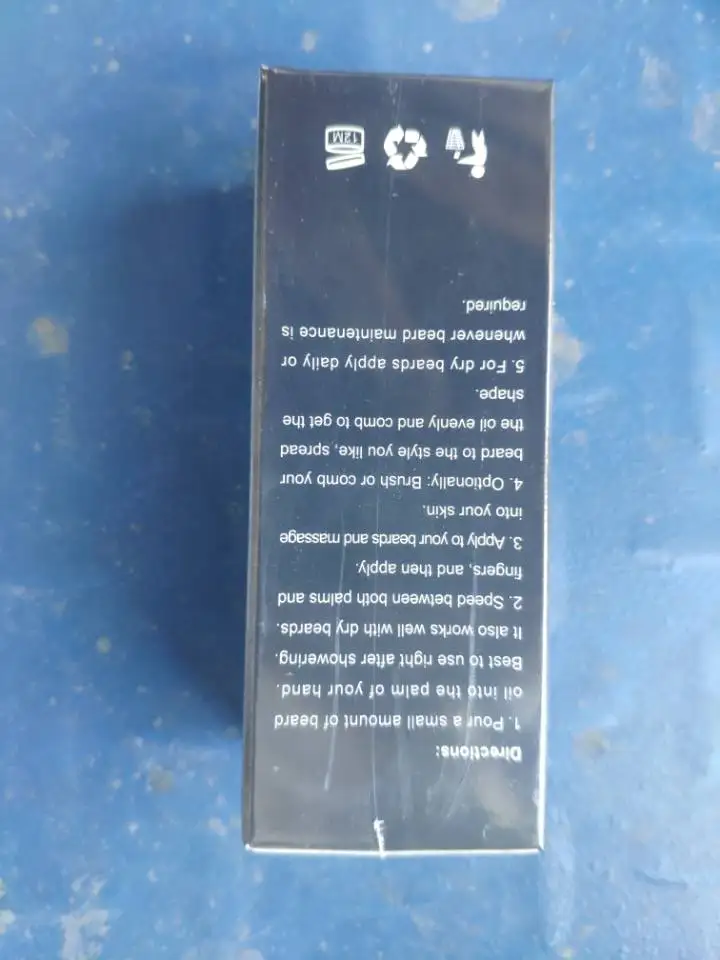 Directions:
1. Pour a small amount of beard
oil into the palm of your hand.
Best to use right after showering.
It also works well with dry beards.
2. Speed between both palms and
fingers, and then apply.
3. Apply to your beards and massage
into your skin.
4. Optionally: Brush or comb your
beard to the style you like, spread
the oil evenly and comb to get the
shape.
5. For dry beards apply daily or
whenever beard maintenance is
required.
12M